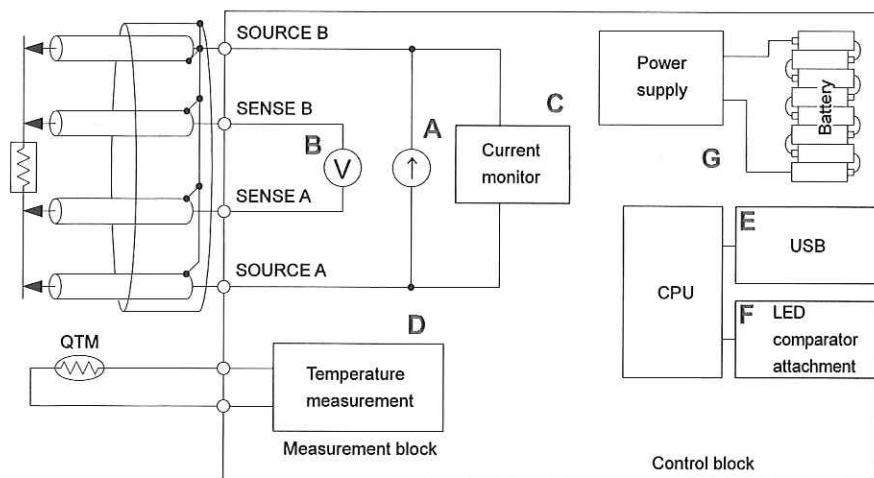 SOURCE B
SENSE B
SENSE A
SOURCE A
B
V
A
C
Current
monitor
Power
supply
Battery
G
E
USB
CPU
F
LED
comparator
attachment
D
QTM
Temperature
measurement
Measurement block
Control block